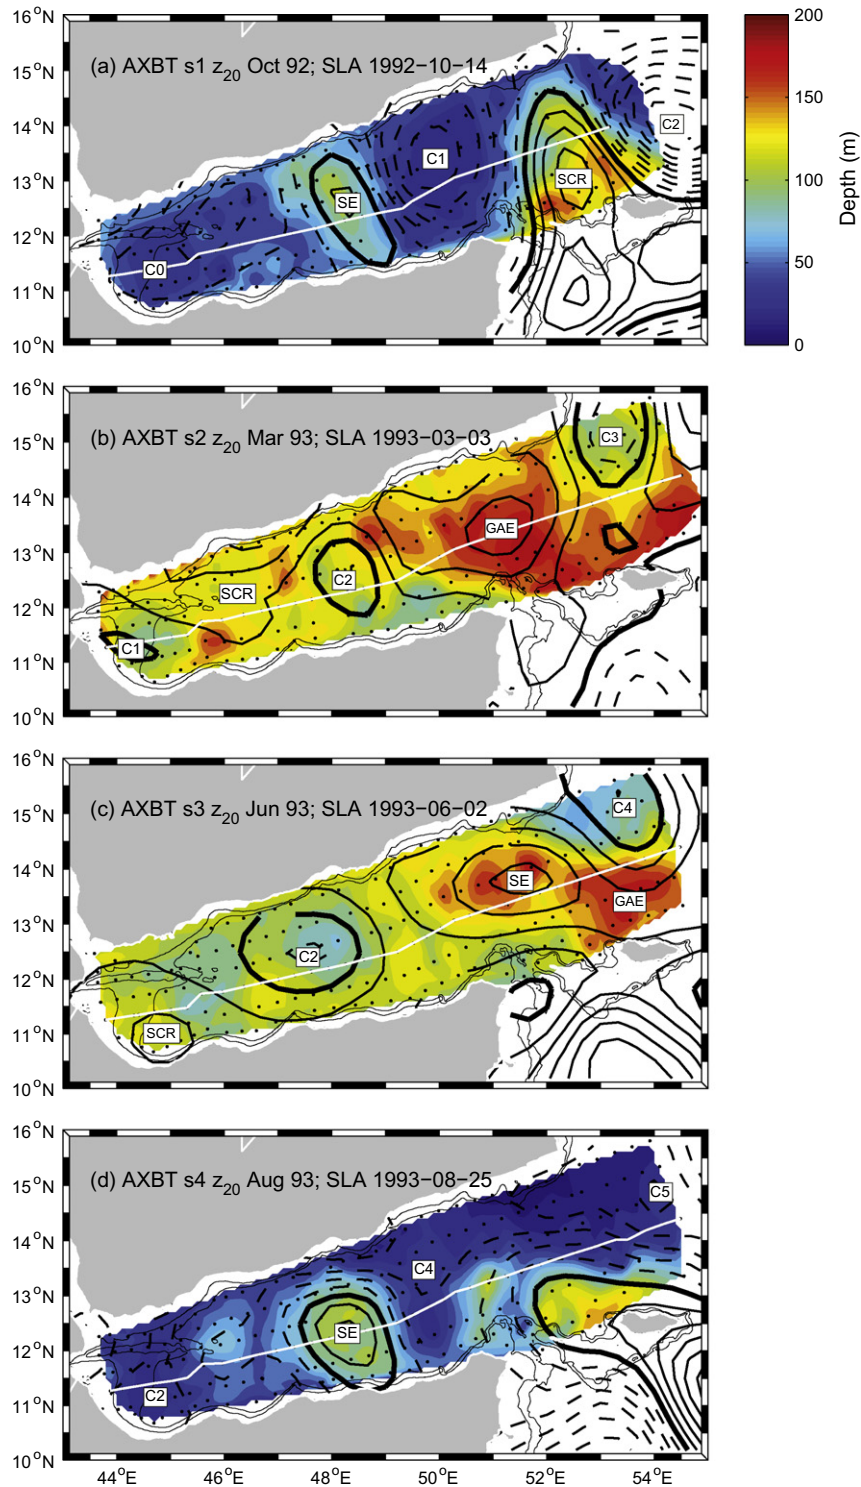 16°N
15°N
14°N
13°N
12°N
11°N
10°N
(a) AXBT s1 z20 Oct 92; SLA 1992−10−14
C0
SE
C1
SCR
C2
200
150
100
50
0
Depth (m)
16°N
15°N
14°N
13°N
12°N
11°N
10°N
(b) AXBT s2 z20 Mar 93; SLA 1993−03−03
C3
GAE
C2
SCR
C1
16°N
15°N
14°N
13°N
12°N
11°N
10°N
(c) AXBT s3 z20 Jun 93; SLA 1993−06−02
C4
SE
GAE
C2
SCR
16°N
15°N
14°N
13°N
12°N
11°N
10°N
(d) AXBT s4 z20 Aug 93; SLA 1993−08−25
C5
C4
SE
C2
44°E 46°E 48°E 50°E 52°E 54°E